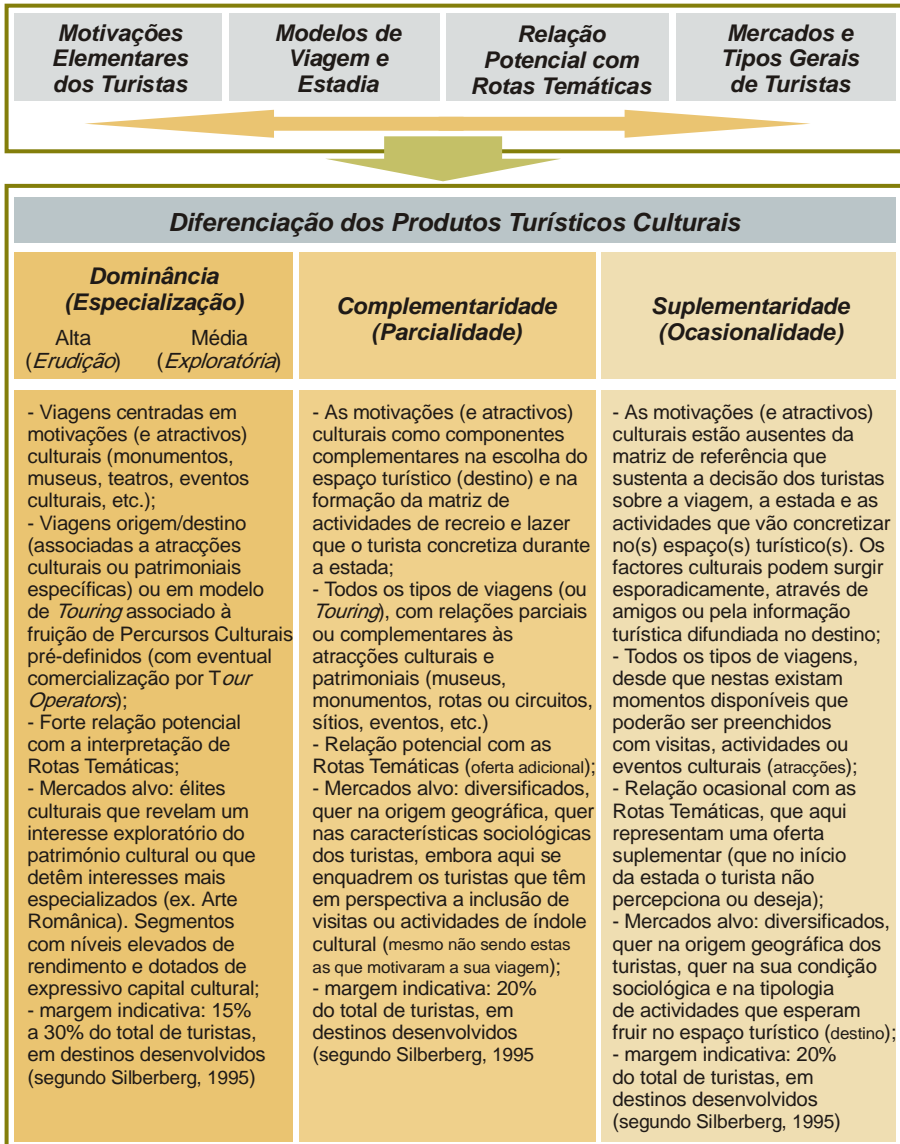 Motivações
Elementares
dos Turistas
Modelos de
Viagem e
Estadia
Relação
Potencial com
Rotas Temáticas
Mercados e
Tipos Gerais
de Turistas
Diferenciação dos Produtos Turísticos Culturais
Dominância
(Especialização)
Alta
(Erudição)
Média
(Exploratória)
Complementaridade
(Parcialidade)
Suplementaridade
(Ocasionalidade)
- Viagens centradas em
motivações (e atractivos)
culturais (monumentos,
museus, teatros, eventos
culturais, etc.);
- Viagens origem/destino
(associadas a atracções
culturais ou patrimoniais
específicas) ou em modelo
de Touring associado à
fruição de Percursos Culturais
pré-definidos (com eventual
comercialização por Tour
Operators);
- Forte relação potencial
com a interpretação de
Rotas Temáticas;
- Mercados alvo: élites
culturais que revelam um
interesse exploratório do
património cultural ou que
detêm interesses mais
especializados (ex. Arte
Românica). Segmentos
com níveis elevados de
rendimento e dotados de
expressivo capital cultural;
- margem indicativa: 15%
a 30% do total de turistas,
em destinos desenvolvidos
(segundo Silberberg, 1995)
- As motivações (e atractivos)
culturais como componentes
complementares na escolha do
espaço turístico (destino) e na
formação da matriz de
actividades de recreio e lazer
que o turista concretiza durante
a estada;
- Todos os tipos de viagens (ou
Touring), com relações parciais
ou complementares às
atracções culturais e
patrimoniais (museus,
monumentos, rotas ou circuitos,
sítios, eventos, etc.)
- Relação potencial com as
Rotas Temáticas (oferta adicional);
- Mercados alvo: diversificados,
quer na origem geográfica, quer
nas características sociológicas
dos turistas, embora aqui se
enquadrem os turistas que têm
em perspectiva a inclusão de
visitas ou actividades de índole
cultural (mesmo não sendo estas
as que motivaram a sua viagem);
- margem indicativa: 20%
do total de turistas, em
destinos desenvolvidos
(segundo Silberberg, 1995
- As motivações (e atractivos)
culturais estão ausentes da
matriz de referência que
sustenta a decisão dos turistas
sobre a viagem, a estada e as
actividades que vão concretizar
no(s) espaço(s) turístico(s). Os
factores culturais podem surgir
esporadicamente, através de
amigos ou pela informação
turística difundiada no destino;
- Todos os tipos de viagens,
desde que nestas existam
momentos disponíveis que
poderão ser preenchidos
com visitas, actividades ou
eventos culturais (atracções);
- Relação ocasional com as
Rotas Temáticas, que aqui
representam uma oferta
suplementar (que no início
da estada o turista não
percepciona ou deseja);
- Mercados alvo: diversificados,
quer na origem geográfica dos
turistas, quer na sua condição
sociológica e na tipologia
de actividades que esperam
fruir no espaço turístico (destino);
- margem indicativa: 20%
do total de turistas, em
destinos desenvolvidos
(segundo Silberberg, 1995)